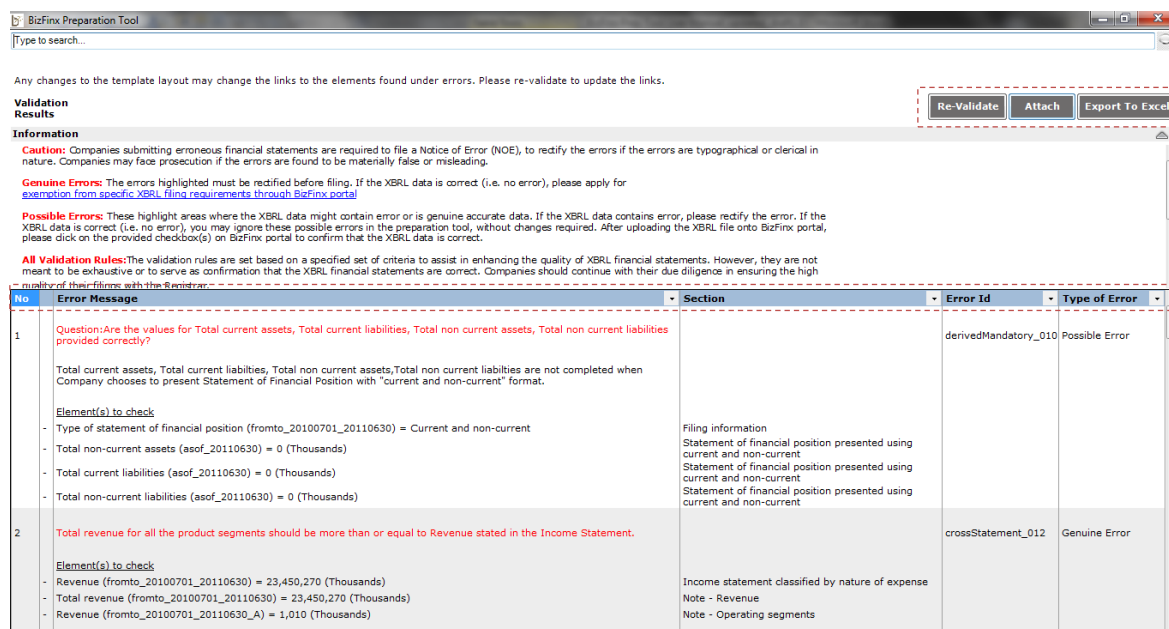 BizFinx Preparation Tool
Type to search...
Any changes to the template layout may change the links to the elements found under errors. Please re-validate to update the links.
Validation
Results
Re-Validate Attach Export To Excel
Information
Caution: Companies submitting erroneous financial statements are required to file a Notice of Error (NOE), to rectify the errors if the errors are typographical or clerical in
nature. Companies may face prosecution if the errors are found to be materially false or misleading.
Genuine Errors: The errors highlighted must be rectified before filing. If the XBRL data is correct (i.e. no error), please apply for
exemption from specific XBRL filing requirements through BizFinx portal
Possible Errors: These highlight areas where the XBRL data might contain error or is genuine accurate data. If the XBRL data contains error, please rectify the error. If the
XBRL data is correct (i.e. no error), you may ignore these possible errors in the preparation tool, without changes required. After uploading the XBRL file onto BizFinx portal,
please click on the provided checkbox(s) on BizFinx portal to confirm that the XBRL data is correct.
All Validation Rules:The validation rules are set based on a specified set of criteria to assist in enhancing the quality of XBRL financial statements. However, they are not
meant to be exhaustive or to serve as confirmation that the XBRL financial statements are correct. Companies should continue with their due diligence in ensuring the high
quality of their filings with the Registrar.
No Error Message Section Error Id Type of Error
1 Question:Are the values for Total current assets, Total current liabilities, Total non current assets, Total non current liabilities
provided correctly?
derivedMandatory_010 Possible Error
Total current assets, Total current liabilties, Total non current assets,Total non current liabilties are not completed when
Company chooses to present Statement of Financial Position with "current and non-current" format.
Element(s) to check
- Type of statement of financial position (fromto_20100701_20110630) = Current and non-current Filing information
- Total non-current assets (asof_20110630) = 0 (Thousands) Statement of financial position presented using
current and non-current
- Total current liabilities (asof_20110630) = 0 (Thousands) Statement of financial position presented using
current and non-current
- Total non-current liabilities (asof_20110630) = 0 (Thousands) Statement of financial position presented using
current and non-current
2 Total revenue for all the product segments should be more than or equal to Revenue stated in the Income Statement. crossStatement_012 Genuine Error
Element(s) to check
- Revenue (fromto_20100701_20110630) = 23,450,270 (Thousands) Income statement classified by nature of expense
- Total revenue (fromto_20100701_20110630) = 23,450,270 (Thousands) Note - Revenue
- Revenue (fromto_20100701_20110630_A) = 1,010 (Thousands) Note - Operating segments